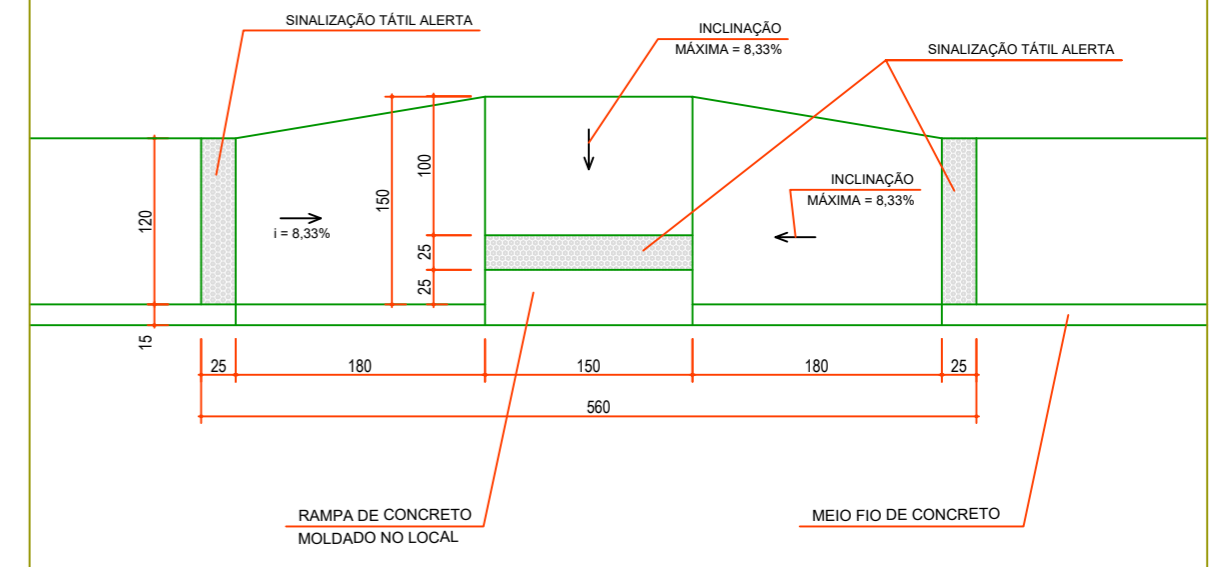 SINALIZAÇÃO TÁTIL ALERTA
INCLINAÇÃO
MÁXIMA = 8,33%
SINALIZAÇÃO TÁTIL ALERTA
INCLINAÇÃO
MÁXIMA = 8,33%
i = 8,33%
120
150
100
25
25
15
25
180
150
180
25
560
RAMPA DE CONCRETO
MOLDADO NO LOCAL
MEIO FIO DE CONCRETO